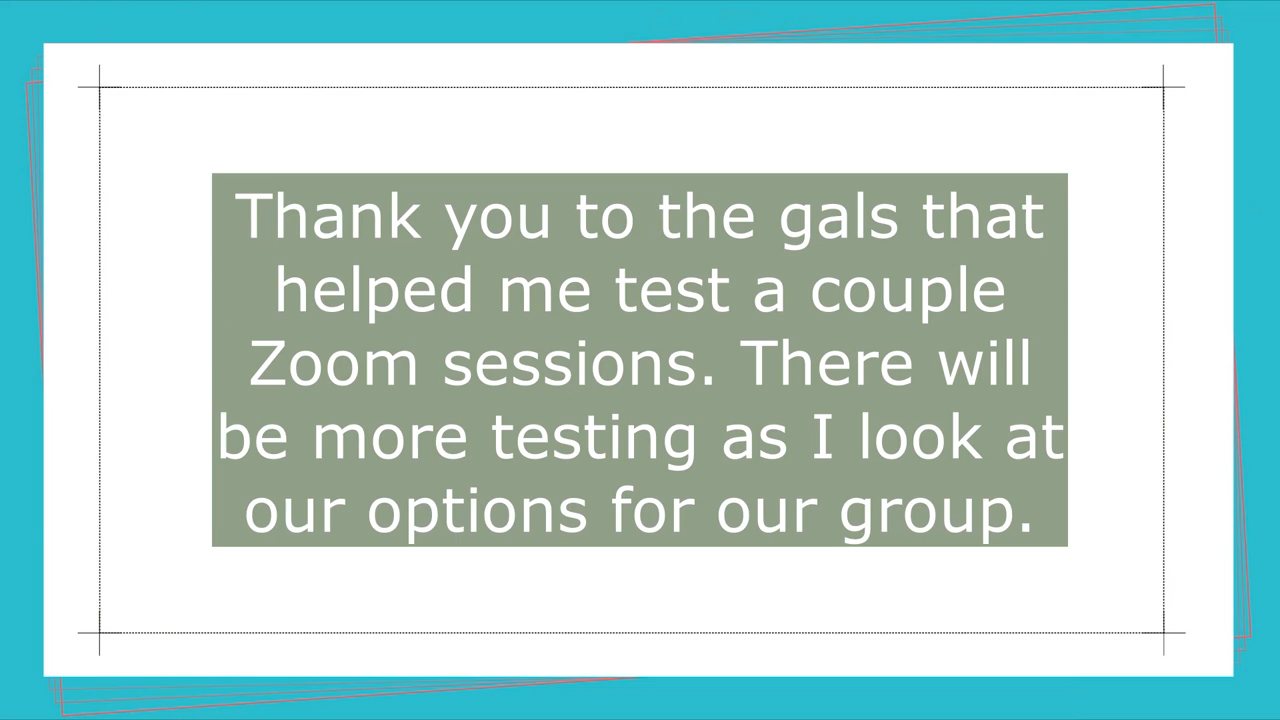 Thank you to the gals that
helped me test a couple
Zoom sessions. There will
be more testing as I look at
our options for our group.